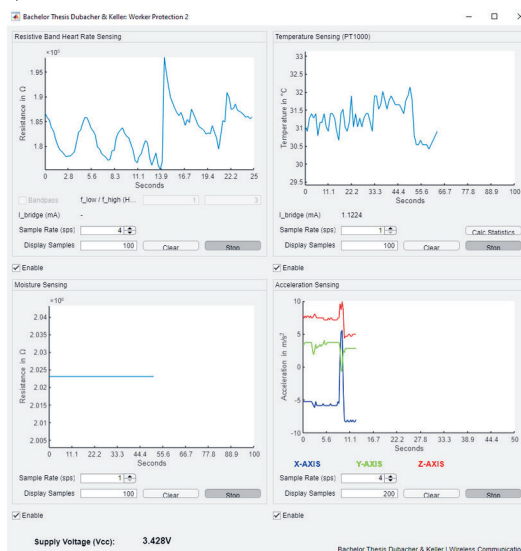 Bachelor Thesis Dubacher & Keller: Worker Protection 2
Resistive Band Heart Rate Sensing
×10⁵
1.95
1.9
1.85
1.8
Resistance in Ω
0 2.8 5.6 8.3 11.1 13.9 16.7 19.4 22.2 25
Seconds
Bandpass f_low / f_high (H... 1 3
I_bridge (mA) -
Sample Rate (sps) 4
Display Samples 100 Clear Stop
Enable
Temperature Sensing (PT1000)
33
32.5
32
31.5
31
30.5
30
29.5
Temperature in °C
0 11.1 22.2 33.3 44.4 55.5 66.6 77.8 88.9 100
Seconds
I_bridge (mA) 1.1224
Sample Rate (sps) 1 Calc Statistics
Display Samples 100 Clear Stop
Enable
Moisture Sensing
2.04
2.035
2.03
2.025
2.02
2.015
2.01
2.005
Resistance in Ω
0 11.1 22.2 33.3 44.4 55.5 66.6 77.8 88.9 100
Seconds
Sample Rate (sps) 1
Display Samples 100 Clear Stop
Enable
Acceleration Sensing
10
5
0
-5
-10
Acceleration in m/s²
0 5.6 11.1 16.7 22.2 27.8 33.3 38.9 44.4 50
Seconds
X-AXIS Y-AXIS Z-AXIS
Sample Rate (sps) 4
Display Samples 200 Clear Stop
Enable
Supply Voltage (Vcc): 3.428V
Bachelor Thesis Dubacher & Keller | Wireless Communicatio